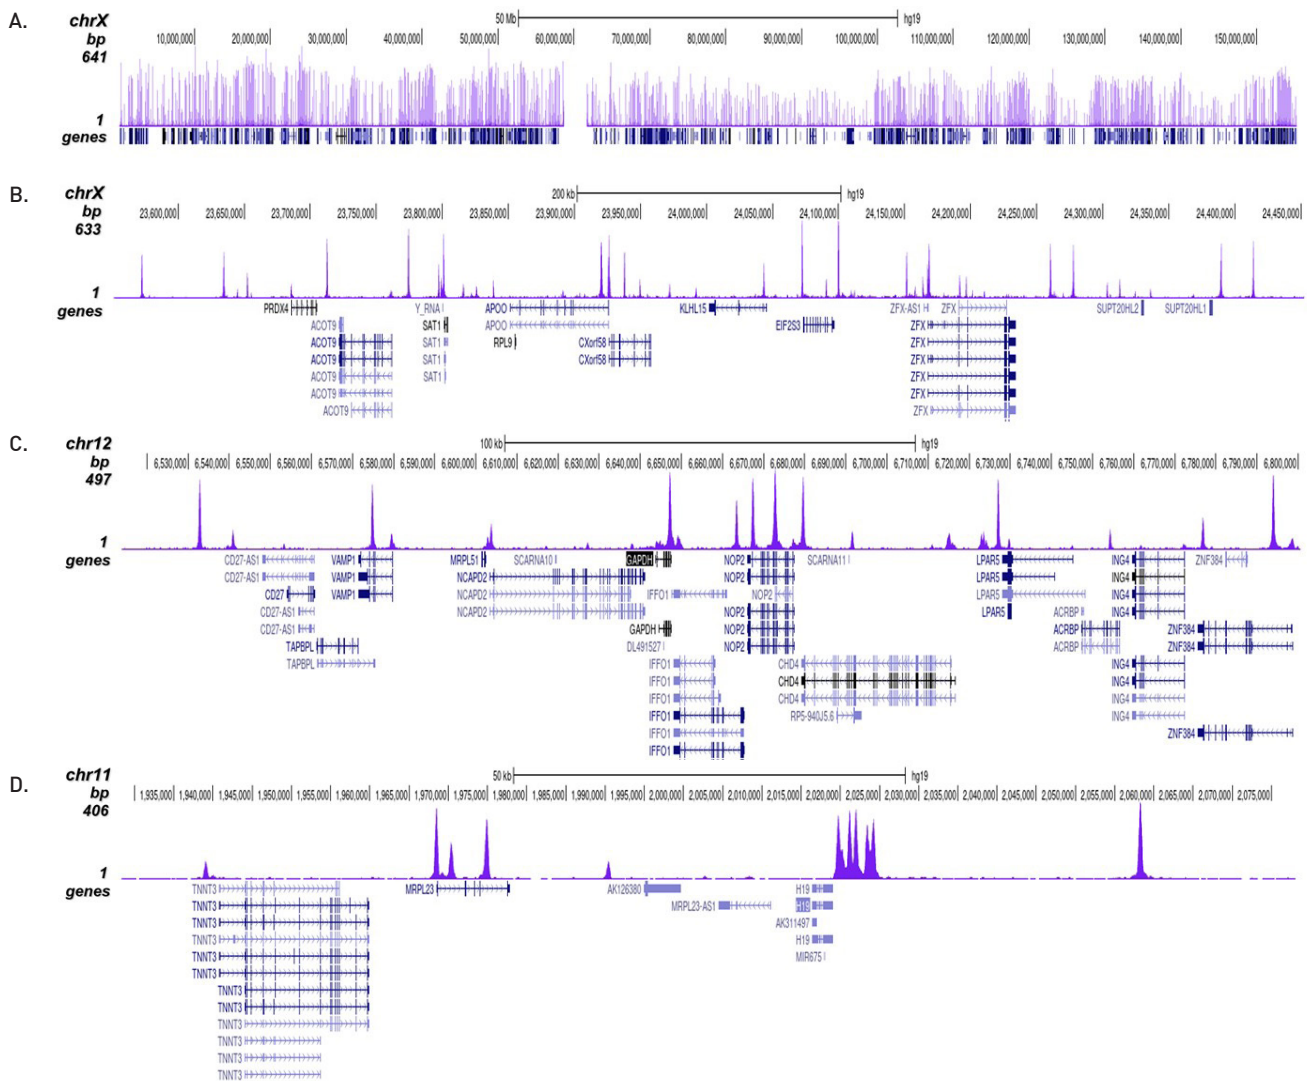 A.
chrX
50 Mb
hg19
bp
10,000,000
20,000,000
30,000,000
40,000,000
50,000,000
60,000,000
70,000,000
80,000,000
90,000,000
100,000,000
110,000,000
120,000,000
130,000,000
140,000,000
150,000,000
641
1
genes
B.
chrX
200 kb
hg19
bp
23,600,000
23,650,000
23,700,000
23,750,000
23,800,000
23,850,000
23,900,000
23,950,000
24,000,000
24,050,000
24,100,000
24,150,000
24,200,000
24,250,000
24,300,000
24,350,000
24,400,000
24,450,000
633
1
genes
PRDX4
Y_RNA
APOO
KLHL15
ZFX-AS1
ZFX
SUPT20HL2
SUPT20HL1
ACOT9
SAT1
APOO
EIF2S3
ZFX
ACOT9
SAT1
RPL9
CXorf58
ZFX
ACOT9
SAT1
CXorf58
ZFX
ACOT9
SAT1
ZFX
ACOT9
ZFX
ACOT9
ZFX
C.
chr12
100 kb
hg19
bp
6,530,000
6,540,000
6,550,000
6,560,000
6,570,000
6,580,000
6,590,000
6,600,000
6,610,000
6,620,000
6,630,000
6,640,000
6,650,000
6,660,000
6,670,000
6,680,000
6,690,000
6,700,000
6,710,000
6,720,000
6,730,000
6,740,000
6,750,000
6,760,000
6,770,000
6,780,000
6,790,000
6,800,000
497
1
genes
CD27-AS1
VAMP1
MRPL51
SCARNA10
GAPDH
NOP2
SCARNA11
LPAR5
ING4
ZNF384
CD27-AS1
VAMP1
NCAPD2
NOP2
LPAR5
ING4
CD27
VAMP1
NCAPD2
IFFO1
NOP2
LPAR5
ING4
CD27-AS1
NCAPD2
NOP2
LPAR5
ACRBP
ING4
CD27-AS1
GAPDH
NOP2
ACRBP
ZNF384
TAPBPL
DL491527
NOP2
ACRBP
ZNF384
TAPBPL
IFFO1
CHD4
ING4
IFFO1
CHD4
ING4
IFFO1
CHD4
ING4
IFFO1
RP5-940J5.6
ING4
IFFO1
ZNF384
IFFO1
D.
chr11
50 kb
hg19
bp
1,935,000
1,940,000
1,945,000
1,950,000
1,955,000
1,960,000
1,965,000
1,970,000
1,975,000
1,980,000
1,985,000
1,990,000
1,995,000
2,000,000
2,005,000
2,010,000
2,015,000
2,020,000
2,025,000
2,030,000
2,035,000
2,040,000
2,045,000
2,050,000
2,055,000
2,060,000
2,065,000
2,070,000
2,075,000
406
1
genes
TNNT3
MRPL23
AK126380
H19
TNNT3
MRPL23-AS1
H19
TNNT3
AK311497
TNNT3
H19
TNNT3
MIR675
TNNT3
TNNT3
TNNT3
TNNT3
TNNT3
TNNT3
TNNT3